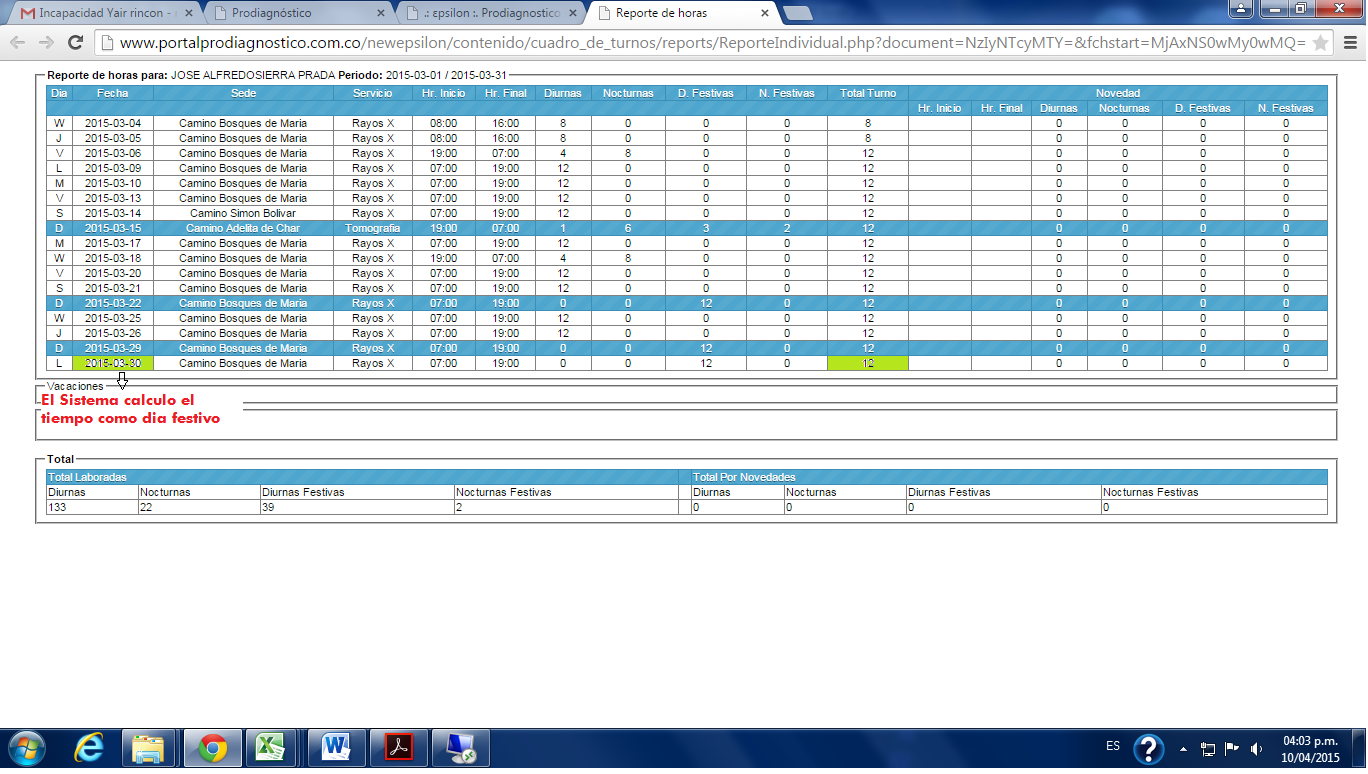 Incapacidad Yair rincon -
Prodiagnóstico
.: εpsilon :. Prodiagnostico
Reporte de horas
www.portalprodiagnostico.com.co/newepsilon/contenido/cuadro_de_turnos/reports/ReporteIndividual.php?document=NzIyNTcyMTY=&fchstart=MjAxNS0wMy0wMQ=
Reporte de horas para: JOSE ALFREDOSIERRA PRADA Periodo: 2015-03-01 / 2015-03-31
Dia Fecha Sede Servicio Hr. Inicio Hr. Final Diurnas Nocturnas D. Festivas N. Festivas Total Turno Novedad
Hr. Inicio Hr. Final Diurnas Nocturnas D. Festivas N. Festivas
W 2015-03-04 Camino Bosques de Maria Rayos X 08:00 16:00 8 0 0 0 8 0 0 0 0
J 2015-03-05 Camino Bosques de Maria Rayos X 08:00 16:00 8 0 0 0 8 0 0 0 0
V 2015-03-06 Camino Bosques de Maria Rayos X 19:00 07:00 4 8 0 0 12 0 0 0 0
L 2015-03-09 Camino Bosques de Maria Rayos X 07:00 19:00 12 0 0 0 12 0 0 0 0
M 2015-03-10 Camino Bosques de Maria Rayos X 07:00 19:00 12 0 0 0 12 0 0 0 0
V 2015-03-13 Camino Bosques de Maria Rayos X 07:00 19:00 12 0 0 0 12 0 0 0 0
S 2015-03-14 Camino Simon Bolivar Rayos X 07:00 19:00 12 0 0 0 12 0 0 0 0
D 2015-03-15 Camino Adelita de Char Tomografia 19:00 07:00 1 6 3 2 12 0 0 0 0
M 2015-03-17 Camino Bosques de Maria Rayos X 07:00 19:00 12 0 0 0 12 0 0 0 0
W 2015-03-18 Camino Bosques de Maria Rayos X 19:00 07:00 4 8 0 0 12 0 0 0 0
V 2015-03-20 Camino Bosques de Maria Rayos X 07:00 19:00 12 0 0 0 12 0 0 0 0
S 2015-03-21 Camino Bosques de Maria Rayos X 07:00 19:00 12 0 0 0 12 0 0 0 0
D 2015-03-22 Camino Bosques de Maria Rayos X 07:00 19:00 0 0 12 0 12 0 0 0 0
W 2015-03-25 Camino Bosques de Maria Rayos X 07:00 19:00 12 0 0 0 12 0 0 0 0
J 2015-03-26 Camino Bosques de Maria Rayos X 07:00 19:00 12 0 0 0 12 0 0 0 0
D 2015-03-29 Camino Bosques de Maria Rayos X 07:00 19:00 0 0 12 0 12 0 0 0 0
L 2015-03-30 Camino Bosques de Maria Rayos X 07:00 19:00 0 0 12 0 12 0 0 0 0
Vacaciones
El Sistema calculo el
tiempo como dia festivo
Total
Total Laboradas Total Por Novedades
Diurnas Nocturnas Diurnas Festivas Nocturnas Festivas Diurnas Nocturnas Diurnas Festivas Nocturnas Festivas
133 22 39 2 0 0 0 0
ES
04:03 p.m.
10/04/2015